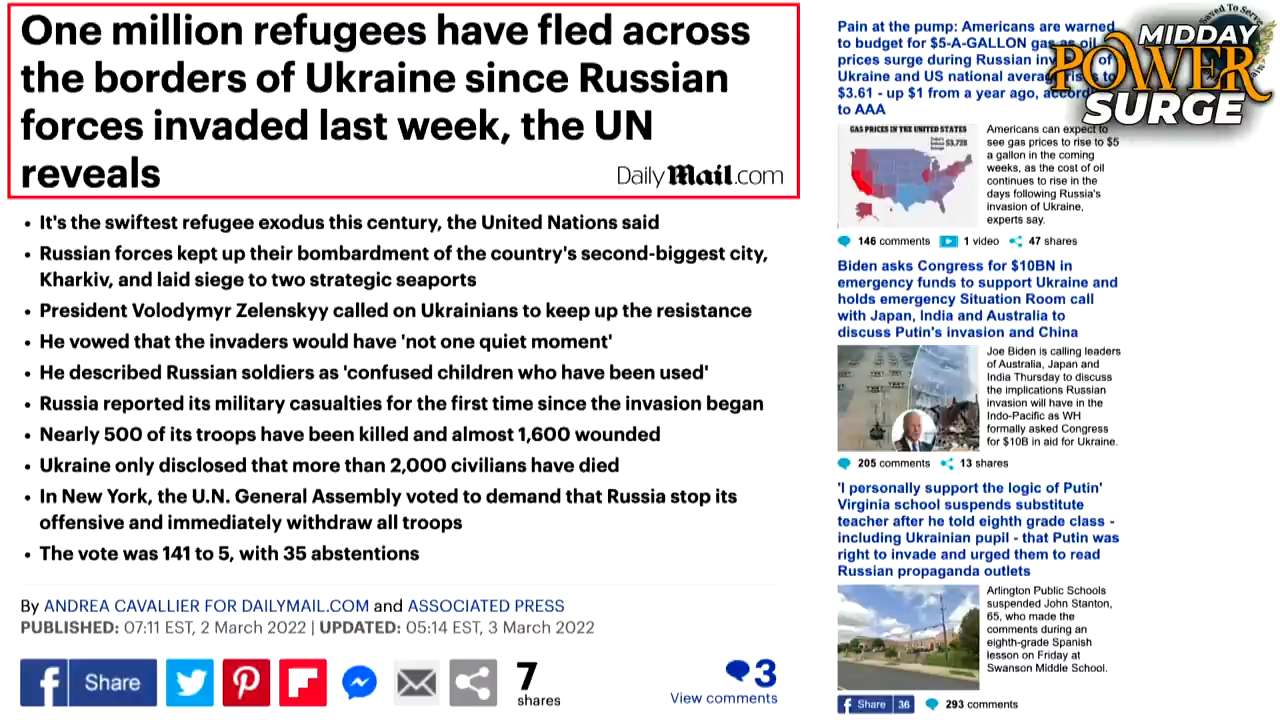 One million refugees have fled across
the borders of Ukraine since Russian
forces invaded last week, the UN
reveals
DailyMail.com
• It's the swiftest refugee exodus this century, the United Nations said
• Russian forces kept up their bombardment of the country's second-biggest city,
Kharkiv, and laid siege to two strategic seaports
• President Volodymyr Zelenskyy called on Ukrainians to keep up the resistance
• He vowed that the invaders would have 'not one quiet moment'
• He described Russian soldiers as 'confused children who have been used'
• Russia reported its military casualties for the first time since the invasion began
• Nearly 500 of its troops have been killed and almost 1,600 wounded
• Ukraine only disclosed that more than 2,000 civilians have died
• In New York, the U.N. General Assembly voted to demand that Russia stop its
offensive and immediately withdraw all troops
• The vote was 141 to 5, with 35 abstentions
By ANDREA CAVALLIER FOR DAILYMAIL.COM and ASSOCIATED PRESS
PUBLISHED: 07:11 EST, 2 March 2022 | UPDATED: 05:14 EST, 3 March 2022
Share
7
shares
3
View comments
Pain at the pump: Americans are warned
to budget for $5-A-GALLON gas as oil
prices surge during Russian of
Ukraine and US national to
$3.61 - up $1 from a year ago,
to AAA
GAS PRICES IN THE UNITED STATES
$3.728
Americans can expect to
see gas prices to rise to $5
a gallon in the coming
weeks, as the cost of oil
continues to rise in the
days following Russia's
invasion of Ukraine,
experts say.
146 comments 1 video 47 shares
Biden asks Congress for $10BN in
emergency funds to support Ukraine and
holds emergency Situation Room call
with Japan, India and Australia to
discuss Putin's invasion and China
Joe Biden is calling leaders
of Australia, Japan and
India Thursday to discuss
the implications Russian
invasion will have in the
Indo-Pacific as WH
formally asked Congress
for $10B in aid for Ukraine.
205 comments 13 shares
'I personally support the logic of Putin'
Virginia school suspends substitute
teacher after he told eighth grade class -
including Ukrainian pupil - that Putin was
right to invade and urged them to read
Russian propaganda outlets
Arlington Public Schools
suspended John Stanton,
65, who made the
comments during an
eighth-grade Spanish
lesson on Friday at
Swanson Middle School.
Share 36 293 comments
Saved To Serve
MIDDAY
POWER
SURGE